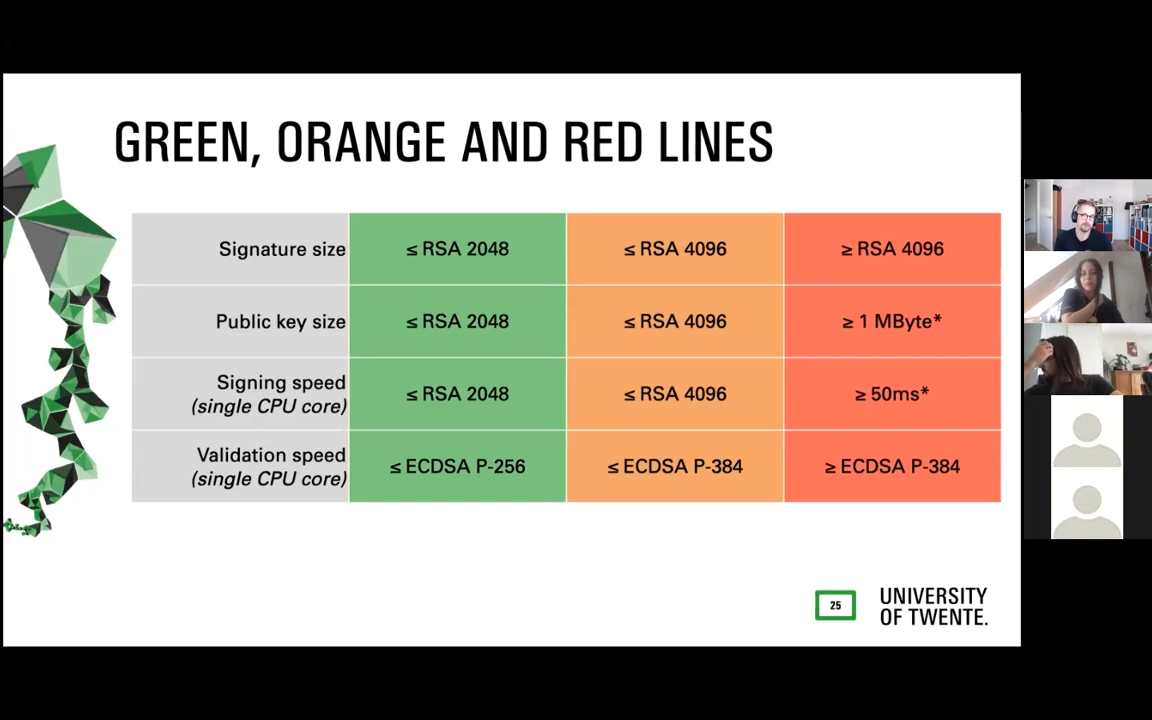 GREEN, ORANGE AND RED LINES
Signature size ≤ RSA 2048 ≤ RSA 4096 ≥ RSA 4096
Public key size ≤ RSA 2048 ≤ RSA 4096 ≥ 1 MByte*
Signing speed
(single CPU core) ≤ RSA 2048 ≤ RSA 4096 ≥ 50ms*
Validation speed
(single CPU core) ≤ ECDSA P-256 ≤ ECDSA P-384 ≥ ECDSA P-384
25
UNIVERSITY
OF TWENTE.